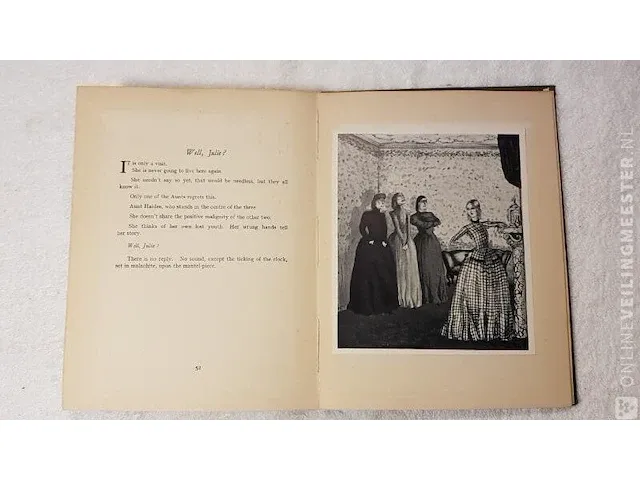 Well, Julie?
IT is only a visit.
She is never going to live here again.
She wouldn't say so yet, that would be needless, but they all
know it.
Only one of the Aunts regrets this.
Aunt Haidee, who stands in the centre of the three
She doesn't share the positive malignity of the other two.
She thinks of her own lost youth. Her wrung hands tell
her story.
Well, Julie?
There is no reply. No sound, except the ticking of the clock,
set in malachite, upon the mantel-piece.
52
ONLINEVEILINGMEESTER.NL